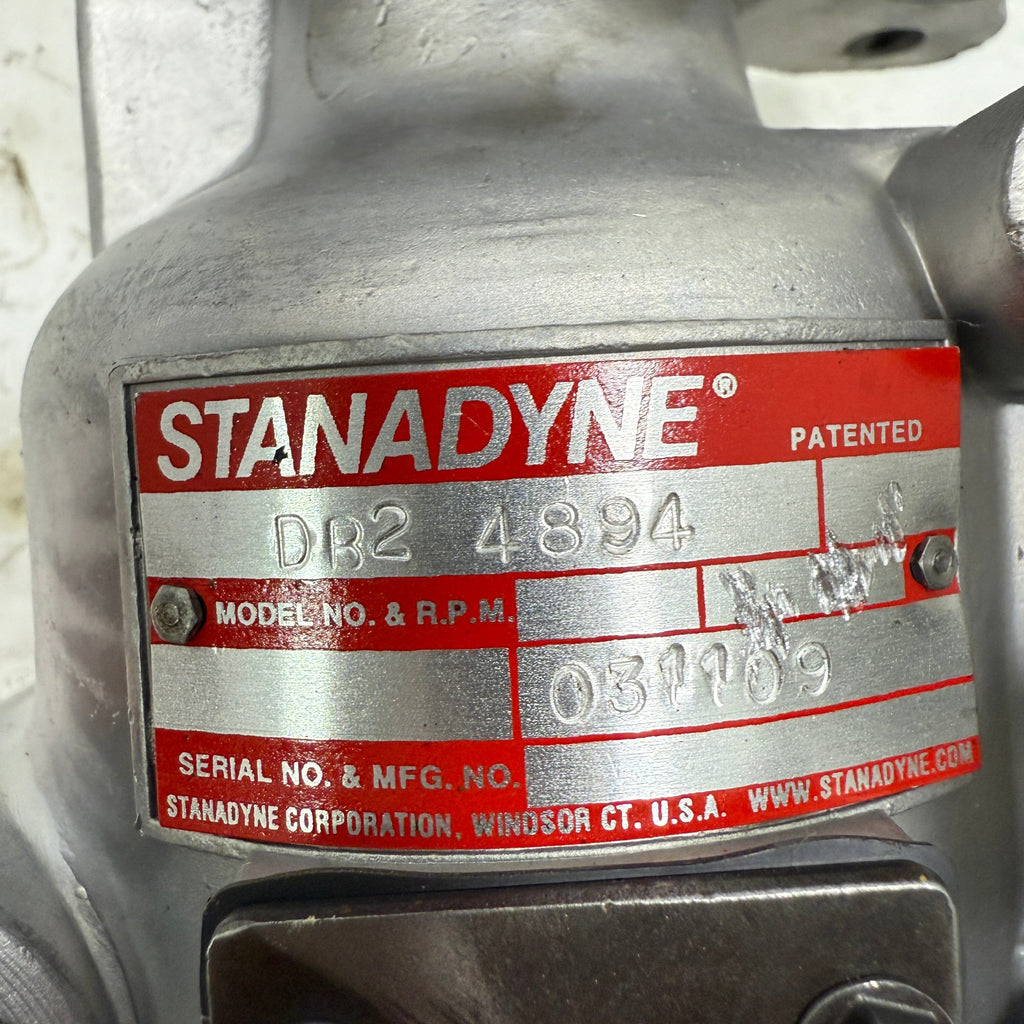 STANADYNE®
PATENTED
DB2 4894
MODEL NO. & R.P.M.
031109
SERIAL NO. & MFG. NO.
STANADYNE CORPORATION, WINDSOR CT. U.S.A. WWW.STANADYNE.COM